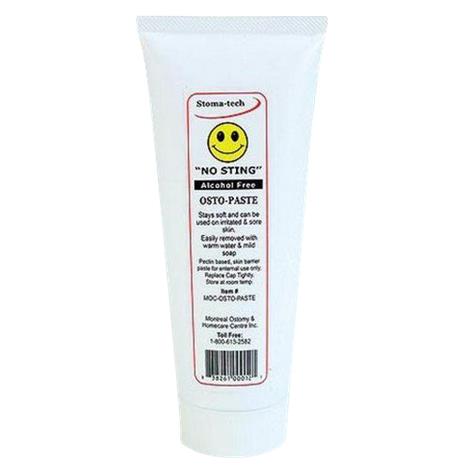 Stoma-tech
"NO STING"
Alcohol Free
OSTO-PASTE
Stays soft and can be
used on irritated & sore
skin.
Easily removed with
warm water & mild
soap
Pectin based, skin barrier
paste for external use only.
Replace Cap Tightly.
Store at room temp.
Item #
MOC-OSTO-PASTE
Montreal Ostomy &
Homecare Centre Inc.
Toll Free:
1-800-613-2582
38261 00012